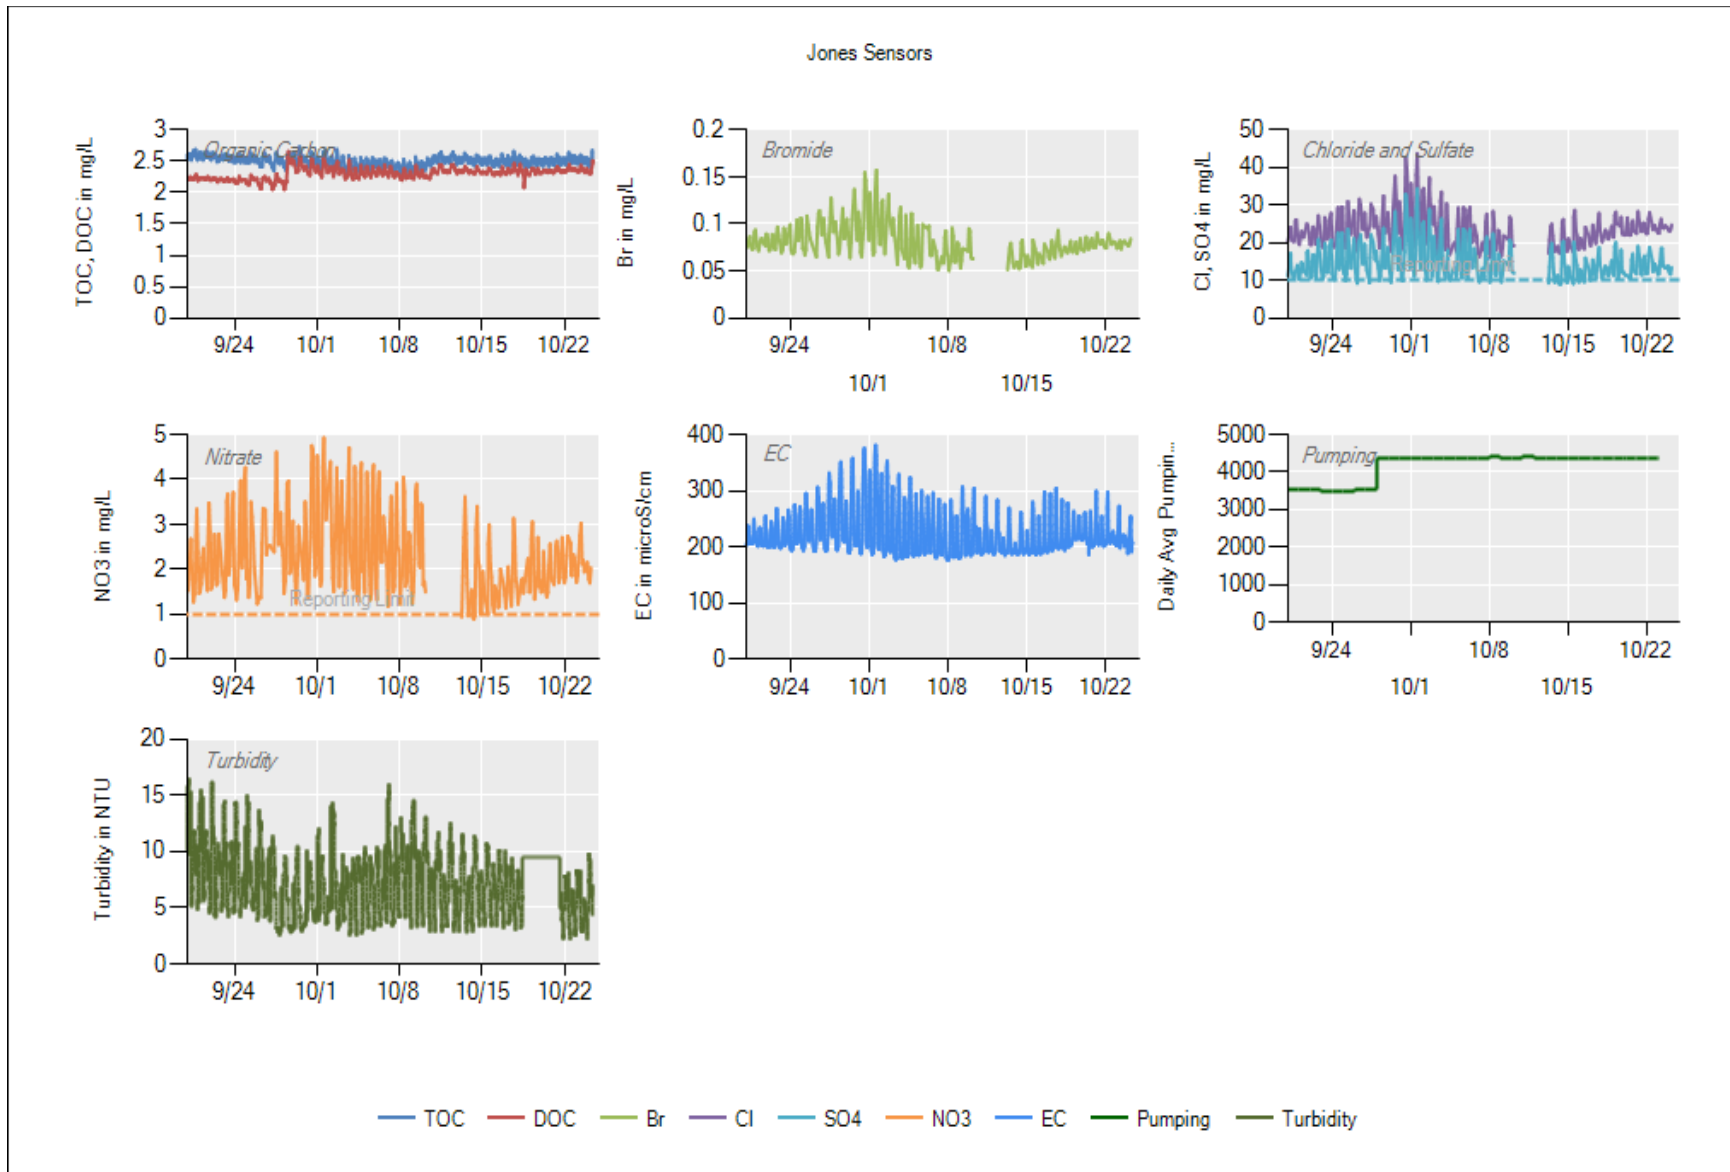 Jones Sensors
TOC, DOC in mg/L
3
2.5
2
1.5
1
0.5
0
Organic Carbon
9/24 10/1 10/8 10/15 10/22
Br in mg/L
0.2
0.15
0.1
0.05
0
Bromide
9/24 10/8 10/22
10/1 10/15
Cl, SO4 in mg/L
50
40
30
20
10
0
Chloride and Sulfate
Reporting Limit
9/24 10/1 10/8 10/15 10/22
NO3 in mg/L
5
4
3
2
1
0
Nitrate
Reporting Limit
9/24 10/1 10/8 10/15 10/22
EC in microS/cm
400
300
200
100
0
EC
9/24 10/1 10/8 10/15 10/22
Daily Avg Pumpin...
5000
4000
3000
2000
1000
0
Pumping
9/24 10/8 10/22
10/1 10/15
Turbidity in NTU
20
15
10
5
0
Turbidity
9/24 10/1 10/8 10/15 10/22
TOC DOC Br Cl SO4 NO3 EC Pumping Turbidity